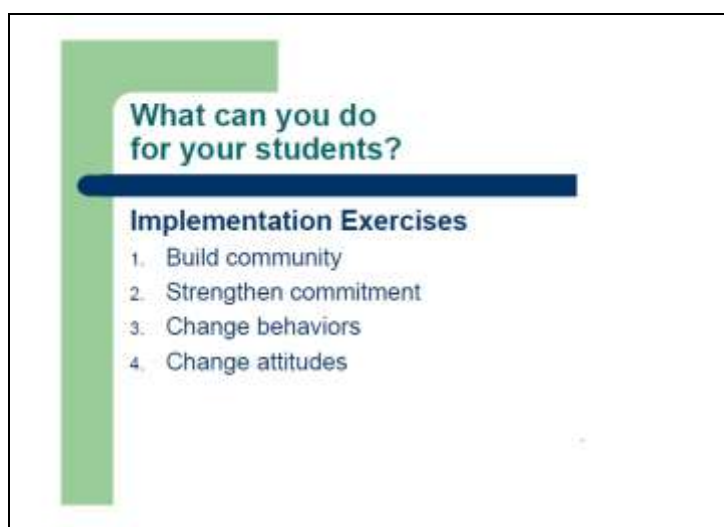 What can you do
for your students?
Implementation Exercises
1. Build community
2. Strengthen commitment
3. Change behaviors
4. Change attitudes